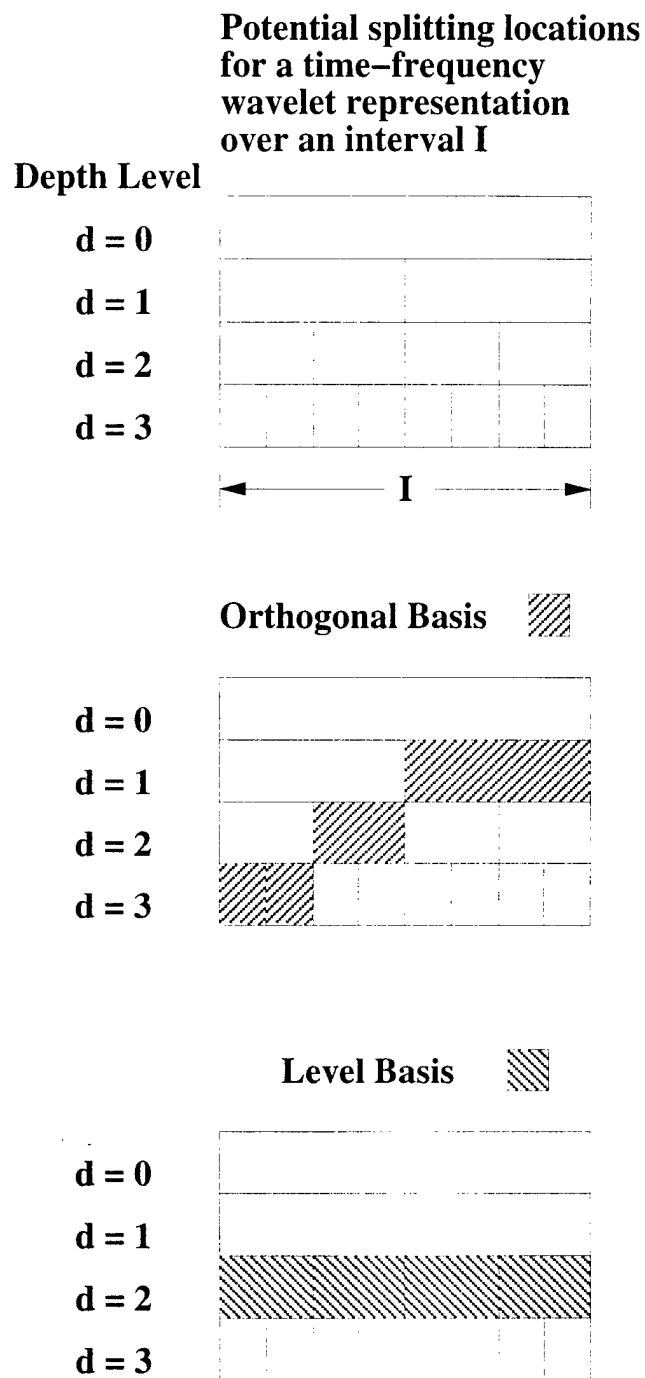 Potential splitting locations
for a time–frequency
wavelet representation
over an interval I
Depth Level
d = 0
d = 1
d = 2
d = 3
I
Orthogonal Basis
d = 0
d = 1
d = 2
d = 3
Level Basis
d = 0
d = 1
d = 2
d = 3